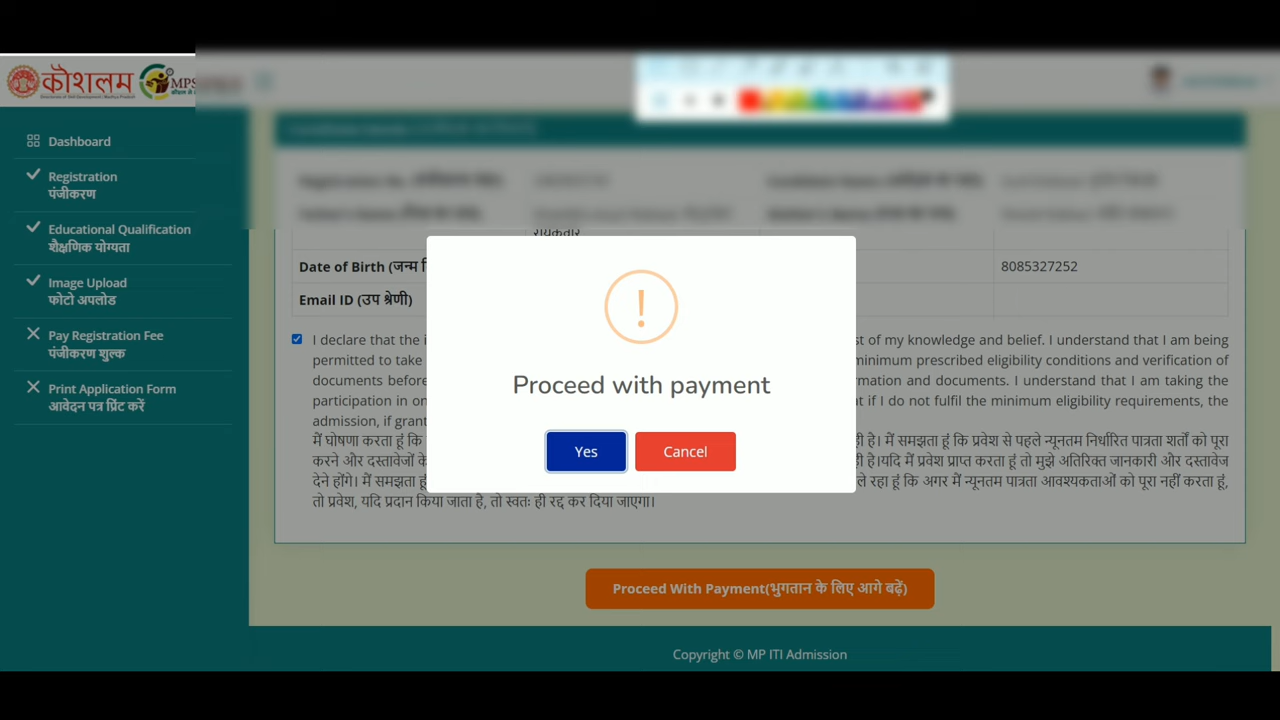 कौशलम
MPS
Dashboard
Registration
पंजीकरण
Educational Qualification
शैक्षणिक योग्यता
Image Upload
फोटो अपलोड
Pay Registration Fee
पंजीकरण शुल्क
Print Application Form
आवेदन पत्र प्रिंट करें
रायकवार
Date of Birth (जन्म
8085327252
Email ID (उप श्रेणी)
I declare that the
st of my knowledge and belief. I understand that I am being
permitted to take
minimum prescribed eligibility conditions and verification of
documents before
rmation and documents. I understand that I am taking the
participation in on
t if I do not fulfil the minimum eligibility requirements, the
admission, if grant
में घोषणा करता हूं कि
ही है। में समझता हूं कि प्रवेश से पहले न्यूनतम निर्धारित पात्रता शर्तों को पूरा
करने और दस्तावेजों के
ही है।यदि में प्रवेश प्राप्त करता हूं तो मुझे अतिरिक्त जानकारी और दस्तावेज
देने होंगे। में समझता हूं
ले रहा हूं कि अगर मैं न्यूनतम पात्रता आवश्यकताओं को पूरा नहीं करता हूं,
तो प्रवेश, यदि प्रदान किया जाता है, तो स्वतः ही रद्द कर दिया जाएगा।
!
Proceed with payment
Yes
Cancel
Proceed With Payment(भुगतान के लिए आगे बढ़ें)
Copyright © MP ITI Admission